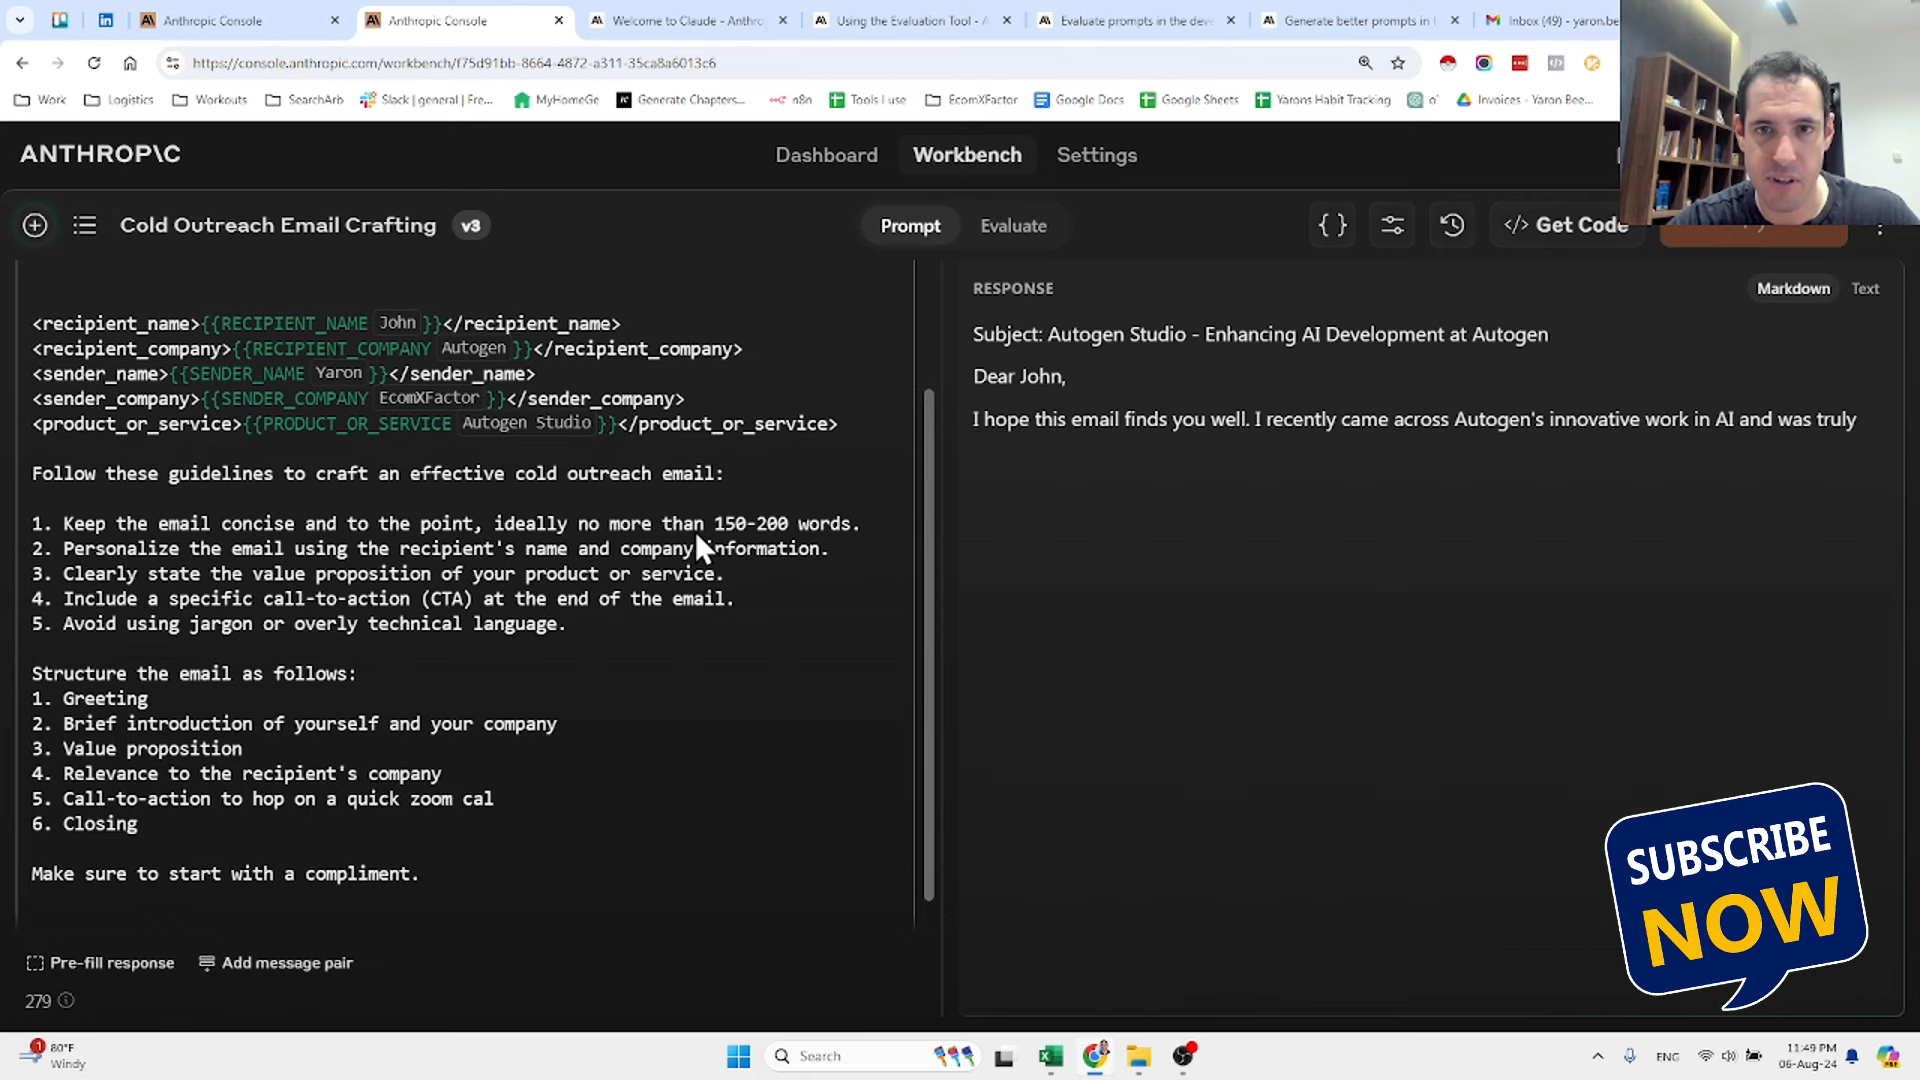 Anthropic Console
Anthropic Console
Welcome to Claude - Anthro
Using the Evaluation Tool - A
Evaluate prompts in the deve
Generate better prompts in
Inbox (49) - yaron.be
https://console.anthropic.com/workbench/f75d91bb-8664-4872-a311-35ca8a6013c6
Work
Logistics
Workouts
SearchArb
Slack | general | Fre...
MyHomeGe
Generate Chapters...
n8n
Tools I use
EcomXFactor
Google Docs
Google Sheets
Yarons Habit Tracking
o'
Invoices - Yaron Bee...
ANTHROP\C
Dashboard
Workbench
Settings
Cold Outreach Email Crafting
v3
Prompt
Evaluate
{ }
</> Get Code
<recipient_name>{{RECIPIENT_NAME John }}</recipient_name>
<recipient_company>{{RECIPIENT_COMPANY Autogen }}</recipient_company>
<sender_name>{{SENDER_NAME Yaron }}</sender_name>
<sender_company>{{SENDER_COMPANY EcomXFactor }}</sender_company>
<product_or_service>{{PRODUCT_OR_SERVICE Autogen Studio }}</product_or_service>
Follow these guidelines to craft an effective cold outreach email:
1. Keep the email concise and to the point, ideally no more than 150-200 words.
2. Personalize the email using the recipient's name and company information.
3. Clearly state the value proposition of your product or service.
4. Include a specific call-to-action (CTA) at the end of the email.
5. Avoid using jargon or overly technical language.
Structure the email as follows:
1. Greeting
2. Brief introduction of yourself and your company
3. Value proposition
4. Relevance to the recipient's company
5. Call-to-action to hop on a quick zoom cal
6. Closing
Make sure to start with a compliment.
Pre-fill response
Add message pair
279
RESPONSE
Markdown
Text
Subject: Autogen Studio - Enhancing AI Development at Autogen
Dear John,
I hope this email finds you well. I recently came across Autogen's innovative work in AI and was truly
SUBSCRIBE
NOW
1
80°F
Windy
Search
ENG
11:49 PM
06-Aug-24